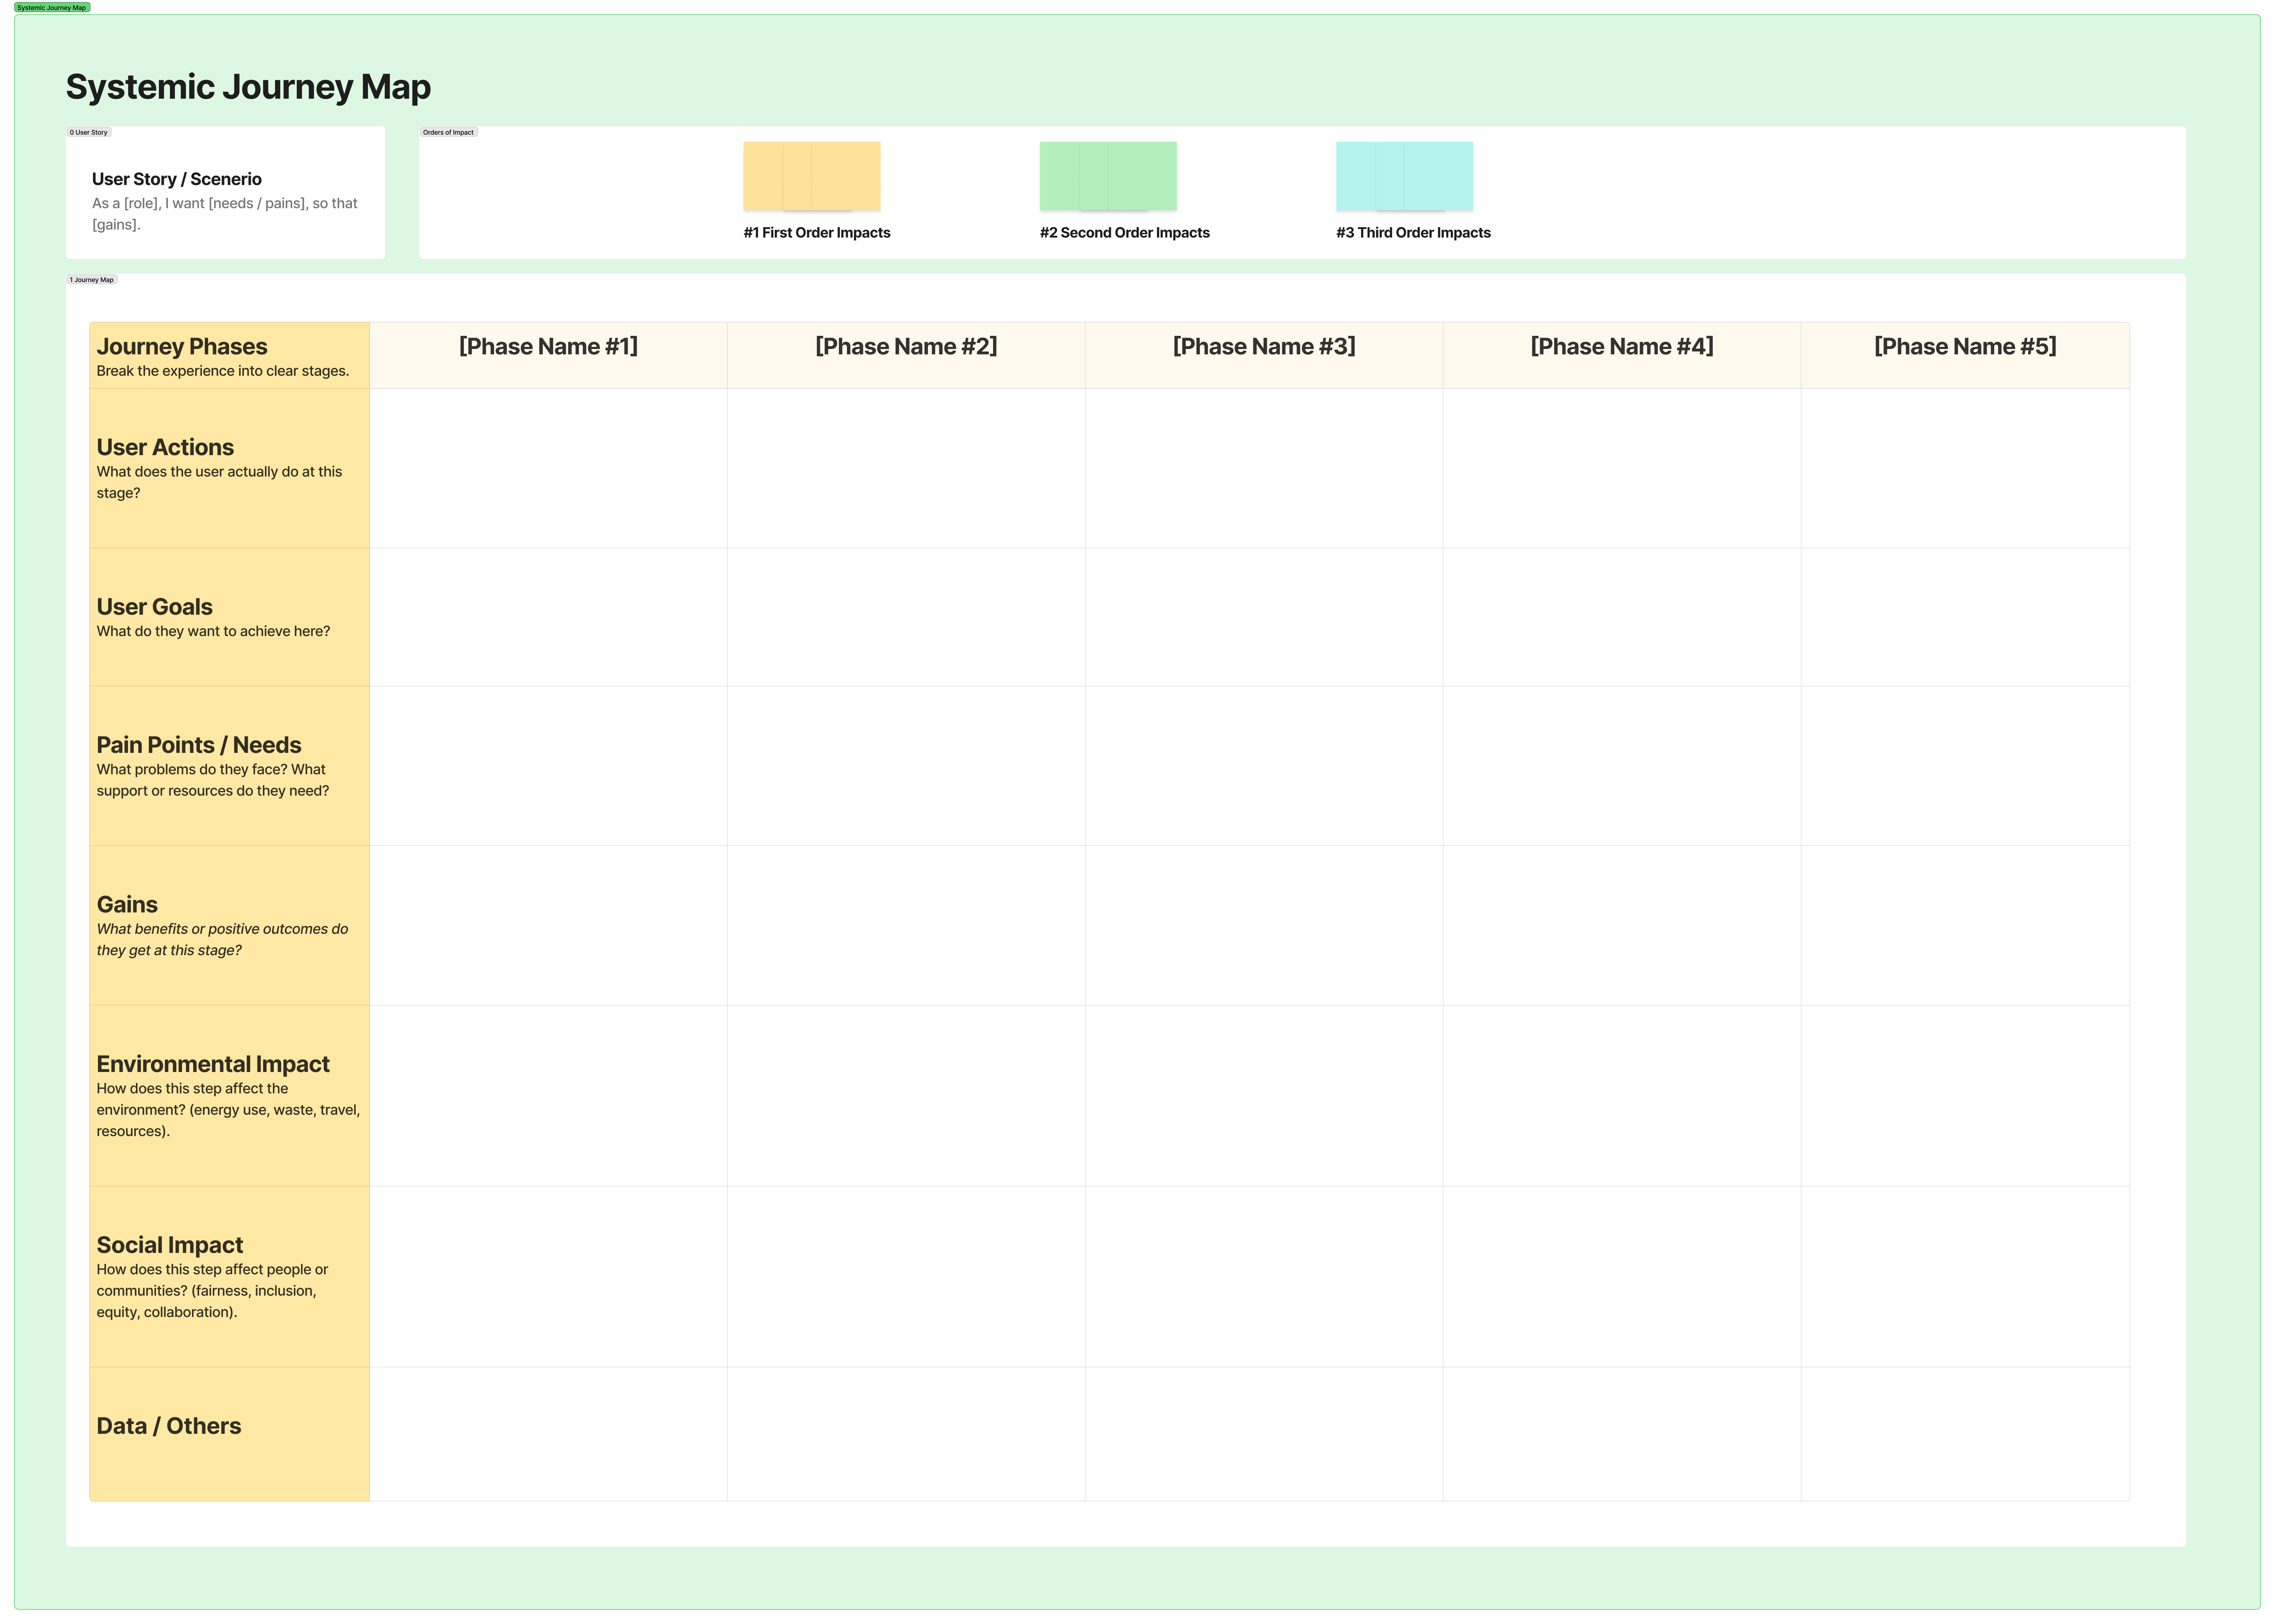 Systemic Journey Map
Systemic Journey Map
0 User Story
User Story / Scenerio
As a [role], I want [needs / pains], so that
[gains].
Orders of Impact
#1 First Order Impacts
#2 Second Order Impacts
#3 Third Order Impacts
1 Journey Map
Journey Phases
Break the experience into clear stages.
[Phase Name #1]
[Phase Name #2]
[Phase Name #3]
[Phase Name #4]
[Phase Name #5]
User Actions
What does the user actually do at this
stage?
User Goals
What do they want to achieve here?
Pain Points / Needs
What problems do they face? What
support or resources do they need?
Gains
What benefits or positive outcomes do
they get at this stage?
Environmental Impact
How does this step affect the
environment? (energy use, waste, travel,
resources).
Social Impact
How does this step affect people or
communities? (fairness, inclusion,
equity, collaboration).
Data / Others